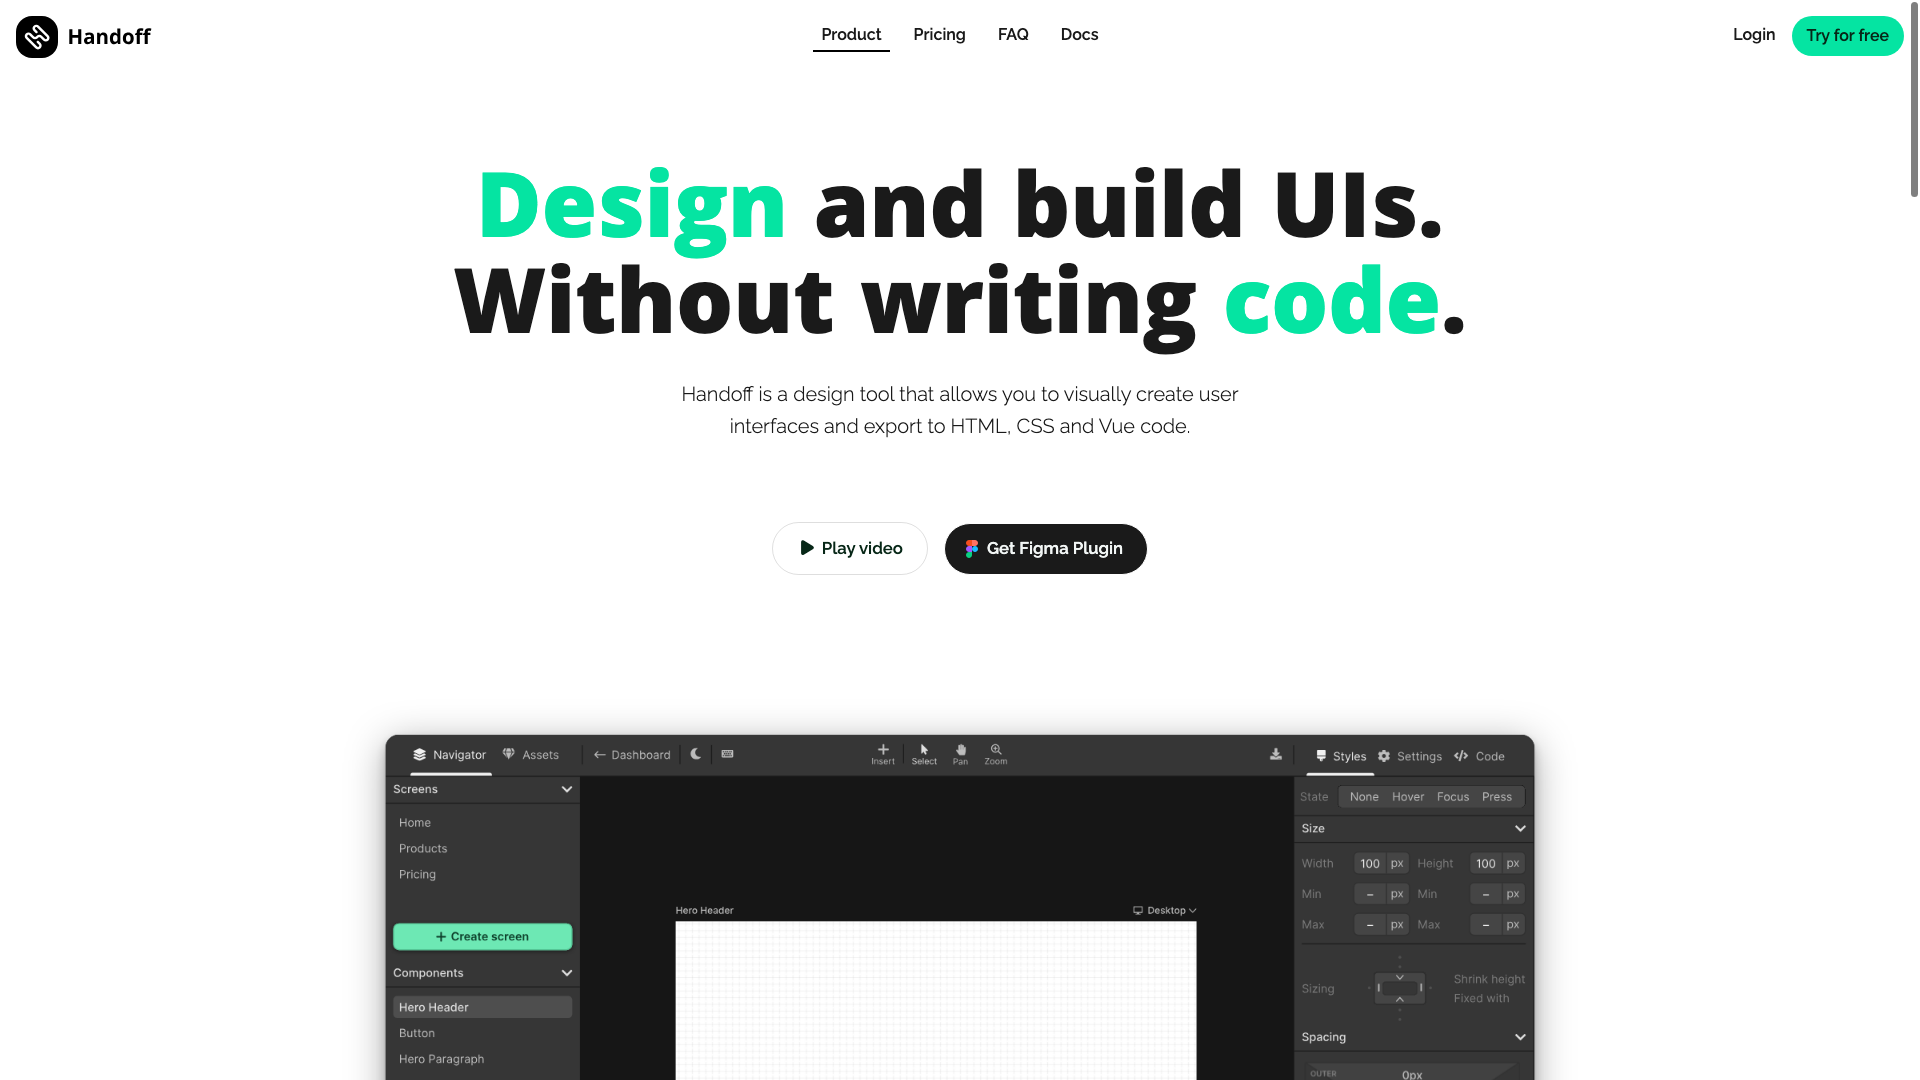 Handoff
Product
Pricing
FAQ
Docs
Login
Try for free
Design and build UIs.
Without writing code.
Handoff is a design tool that allows you to visually create user
interfaces and export to HTML, CSS and Vue code.
Play video
Get Figma Plugin
Navigator
Assets
Dashboard
Insert
Select
Pan
Zoom
Styles
Settings
Code
Screens
Home
Products
Pricing
+ Create screen
Components
Hero Header
Button
Hero Paragraph
Hero Header
Desktop
State
None
Hover
Focus
Press
Size
Width 100 px Height 100 px
Min – px Min – px
Max – px Max – px
Sizing
Shrink height
Fixed with
Spacing
OUTER
0px